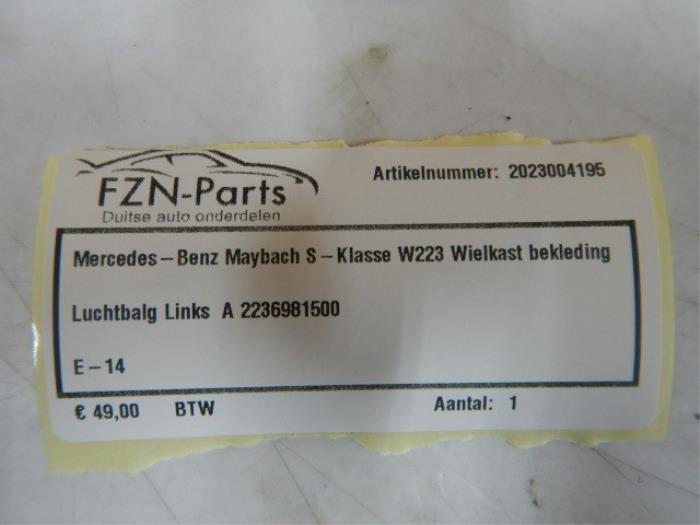 FZN-Parts
Duitse auto onderdelen
Artikelnummer: 2023004195
Mercedes-Benz Maybach S-Klasse W223 Wielkast bekleding
Luchtbalg Links A 2236981500
E-14
€ 49,00 BTW Aantal: 1